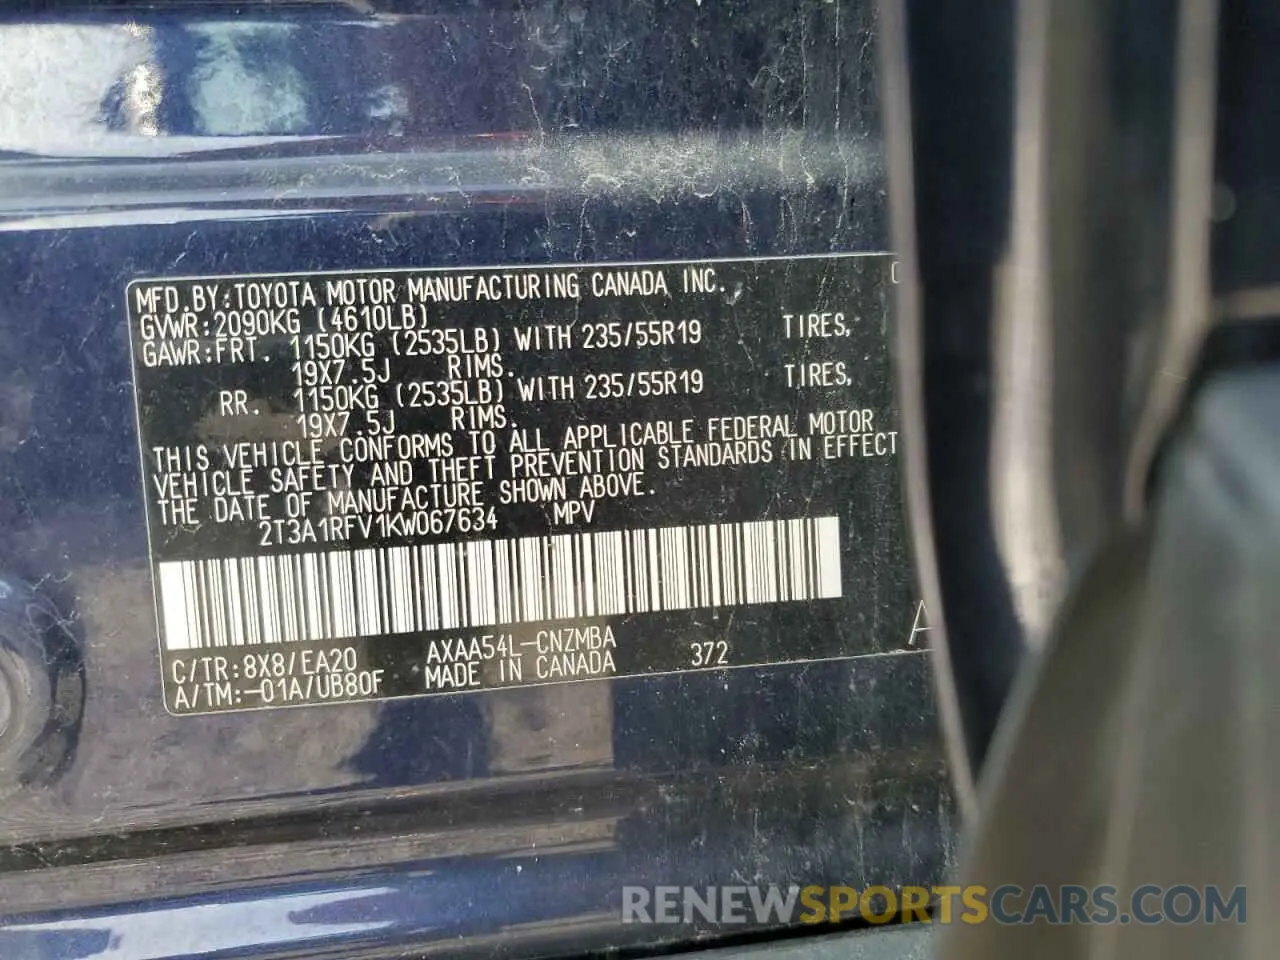 MFD.BY:TOYOTA MOTOR MANUFACTURING CANADA INC.
GVWR:2090KG (4610LB)
GAWR:FRT. 1150KG (2535LB) WITH 235/55R19 TIRES,
19X7.5J RIMS.
RR. 1150KG (2535LB) WITH 235/55R19 TIRES,
19X7.5J RIMS.
THIS VEHICLE CONFORMS TO ALL APPLICABLE FEDERAL MOTOR
VEHICLE SAFETY AND THEFT PREVENTION STANDARDS IN EFFECT
THE DATE OF MANUFACTURE SHOWN ABOVE.
2T3A1RFV1KW067634 MPV
C/TR:8X8/EA20 AXAA54L-CNZMBA 372
A/TM:-01A/UB80F MADE IN CANADA
RENEWSPORTSCARS.COM